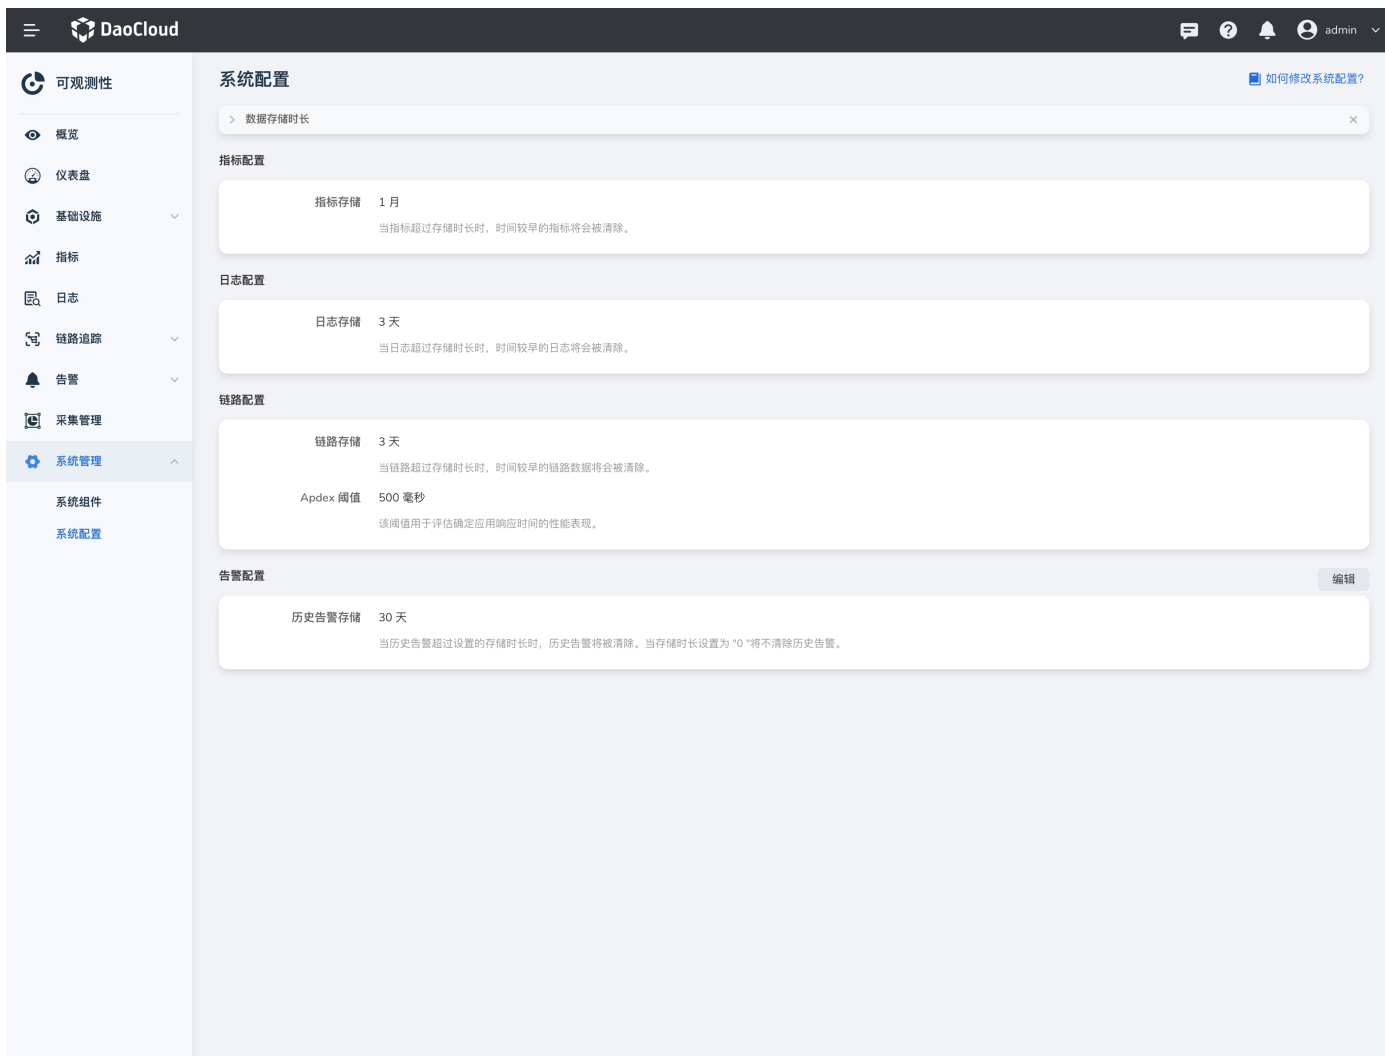 DaoCloud
admin
可观测性
概览
仪表盘
基础设施
指标
日志
链路追踪
告警
采集管理
系统管理
系统组件
系统配置
系统配置
如何修改系统配置?
数据存储时长
指标配置
指标存储 1 月
当指标超过存储时长时，时间较早的指标将会被清除。
日志配置
日志存储 3 天
当日志超过存储时长时，时间较早的日志将会被清除。
链路配置
链路存储 3 天
当链路超过存储时长时，时间较早的链路数据将会被清除。
Apdex 阈值 500 毫秒
该阈值用于评估确定应用响应时间的性能表现。
告警配置
编辑
历史告警存储 30 天
当历史告警超过设置的存储时长时，历史告警将被清除。当存储时长设置为 "0 "将不清除历史告警。